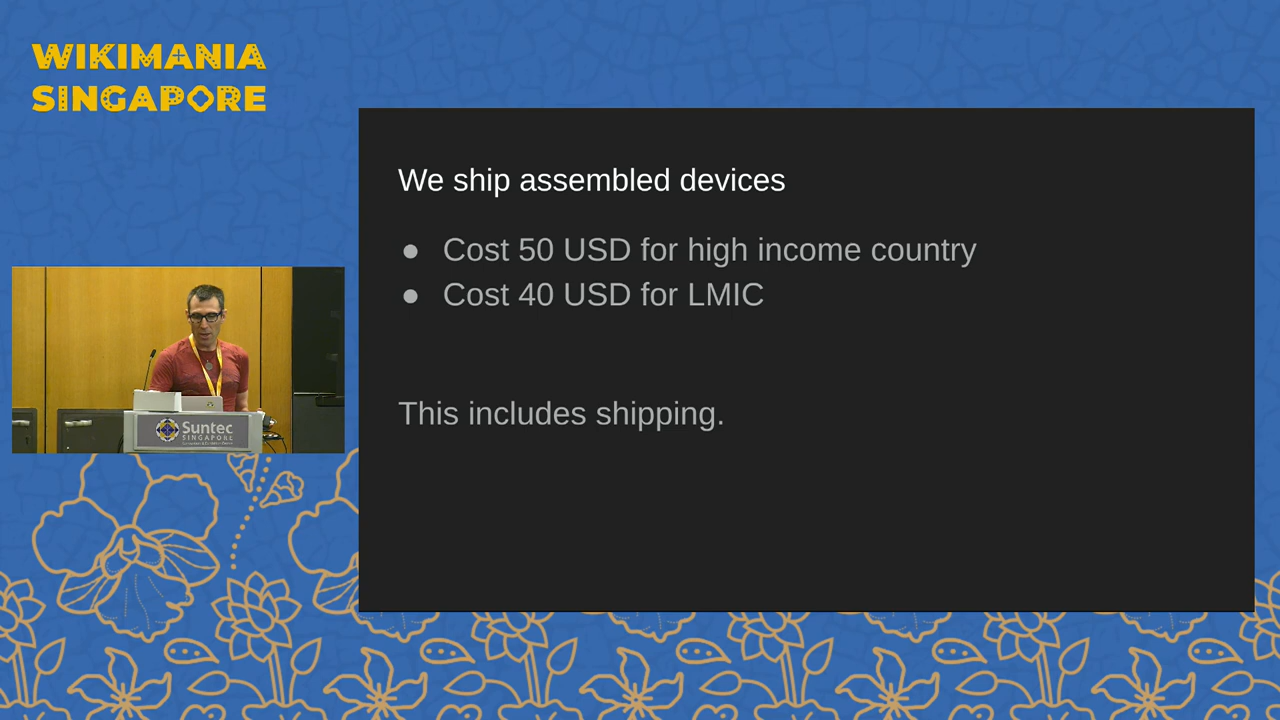 WIKIMANIA
SINGAPORE
We ship assembled devices
● Cost 50 USD for high income country
● Cost 40 USD for LMIC
This includes shipping.
Suntec
SINGAPORE